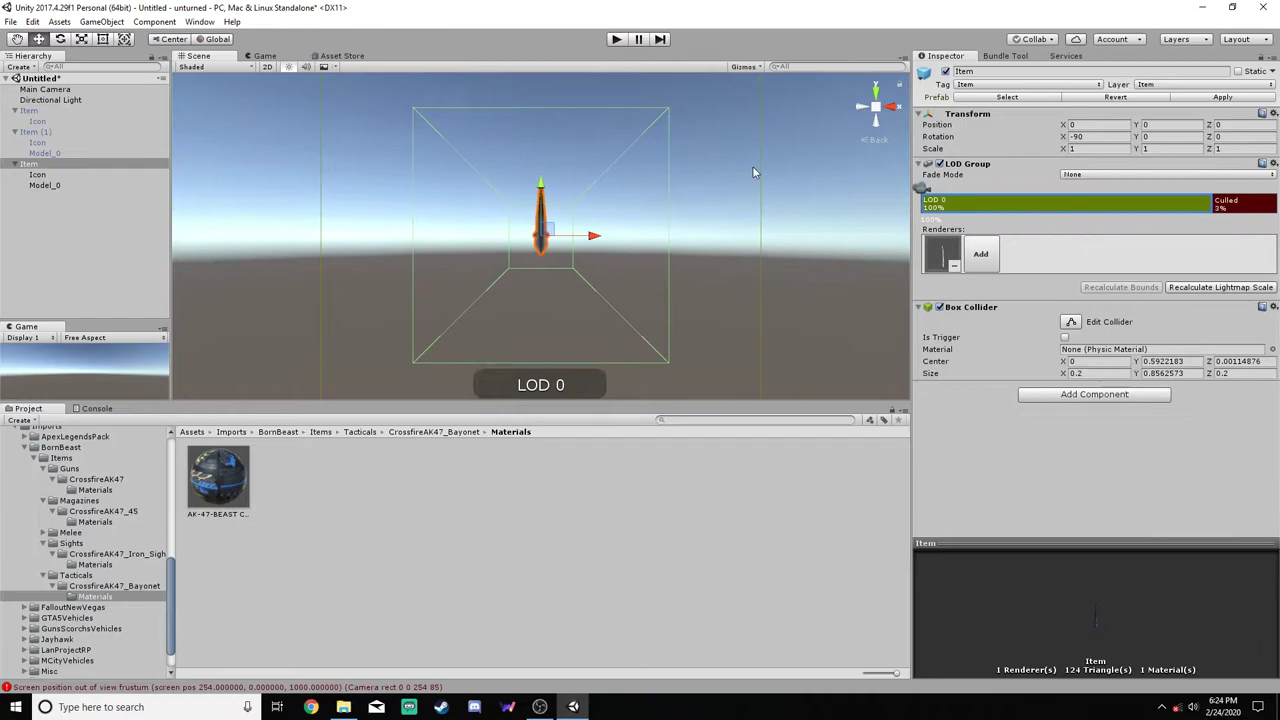 Unity 2017.4.29f1 Personal (64bit) - Untitled - unturned - PC, Mac & Linux Standalone* <DX11>
File Edit Assets GameObject Component Window Help
Center Global Collab Account Layers Layout
Hierarchy
Create All
Untitled*
Main Camera
Directional Light
Item
Icon
Item (1)
Icon
Model_0
Item
Icon
Model_0
Scene Game Asset Store
Shaded 2D Gizmos All
y
x
Back
LOD 0
Game
Display 1 Free Aspect
Inspector Bundle Tool Services
Item Static
Tag Item Layer Item
Prefab Select Revert Apply
Transform
Position X 0 Y 0 Z 0
Rotation X -90 Y 0 Z 0
Scale X 1 Y 1 Z 1
LOD Group
Fade Mode None
LOD 0
100%
Culled
3%
100%
Renderers:
Add
Recalculate Bounds Recalculate Lightmap Scale
Box Collider
Edit Collider
Is Trigger
Material None (Physic Material)
Center X 0 Y 0.5922183 Z 0.00114876
Size X 0.2 Y 0.8562573 Z 0.2
Add Component
Project Console
Create
Imports
ApexLegendsPack
BornBeast
Items
Guns
CrossfireAK47
Materials
Magazines
CrossfireAK47_45
Materials
Melee
Sights
CrossfireAK47_Iron_Sigh
Materials
Tacticals
CrossfireAK47_Bayonet
Materials
FalloutNewVegas
GTA5Vehicles
GunsScorchsVehicles
Jayhawk
LanProjectRP
MCityVehicles
Misc
Assets Imports BornBeast Items Tacticals CrossfireAK47_Bayonet Materials
AK-47-BEAST C...
Item
Item
1 Renderer(s) 124 Triangle(s) 1 Material(s)
Screen position out of view frustum (screen pos 254.000000, 0.000000, 1000.000000) (Camera rect 0 0 254 85)
Type here to search
6:24 PM
2/24/2020